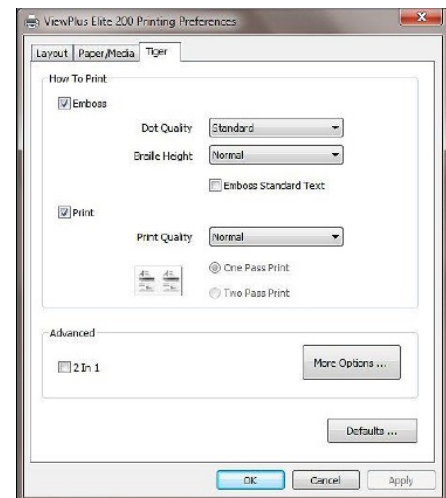 ViewPlus Elite 200 Printing Preferences
Layout Paper/Media Tiger
How To Print
Emboss
Dot Quality Standard
Braille Height Normal
Emboss Standard Text
Print
Print Quality Normal
One Pass Print
Two Pass Print
Advanced
2 In 1 More Options ...
Defaults ...
OK Cancel Apply